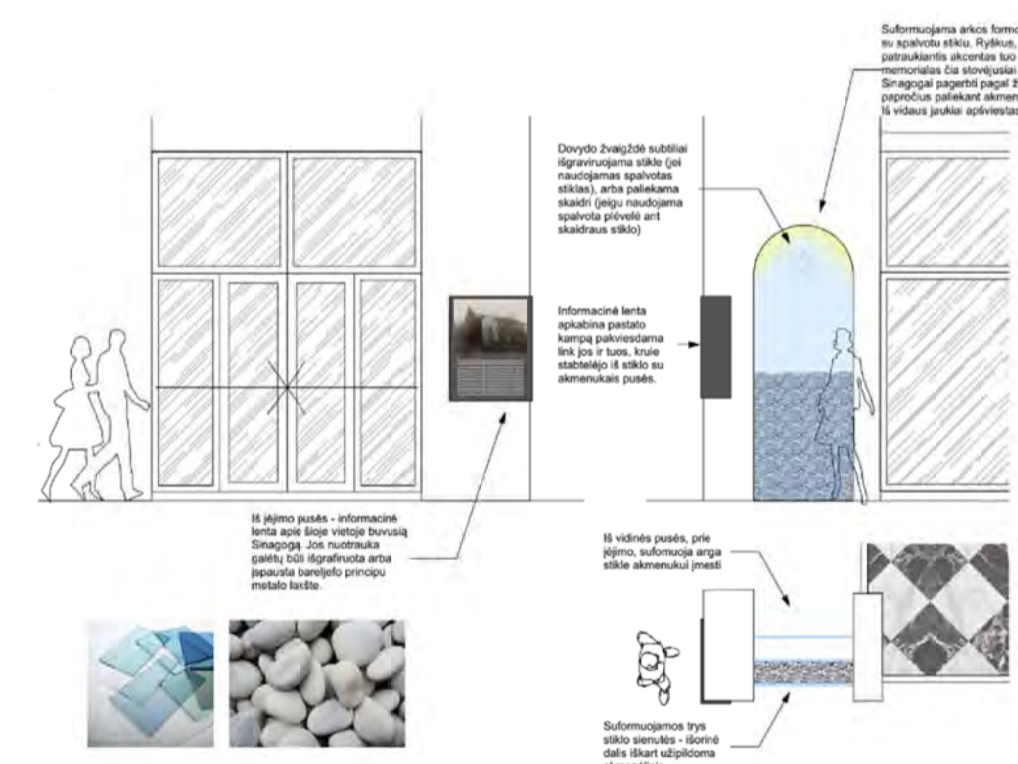 Suformuojama arkos formo
su spalvotu stiklu. Ryškus,
patraukiantis akcentas tuo
memorialas čia stovėjusiai
Sinagogai pagerbti pagal ž
papročius paliekant akmen
Iš vidaus jaukiai apšviestas
Dovydo žvaigždė subtiliai
išgraviruojama stikle (jei
naudojamas spalvotas
stiklas), arba paliekama
skaidri (jeigu naudojama
spalvota plėvelė ant
skaidraus stiklo)
Informacinė lenta
apkabina pastato
kampą pakviesdama
link jos ir tuos, kruie
stabtelėjo iš stiklo su
akmenukais pusės.
Iš įėjimo pusės - informacinė
lenta apie šioje vietoje buvusią
Sinagogą. Jos nuotrauka
galėtų būti išgrafiruota arba
įspausta bareljefo principu
metalo lakšte.
Iš vidinės pusės, prie
įėjimo, sufomuoja arga
stikle akmenukui įmesti
Suformuojamos trys
stiklo sienutės - išorinė
dalis iškart užipildoma